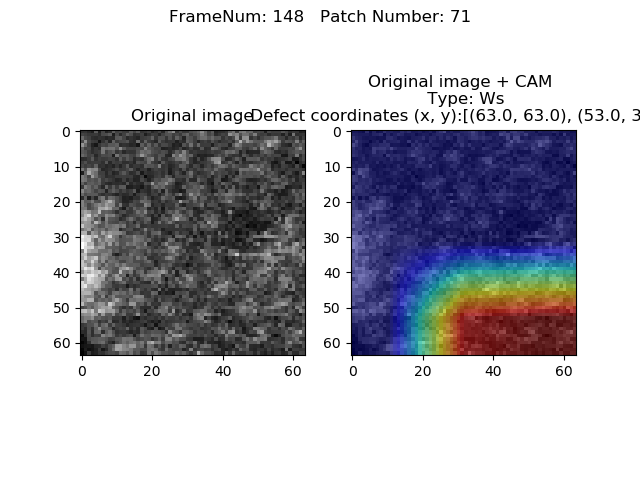 FrameNum: 148   Patch Number: 71
Original image + CAM
Type: Ws
Original image
Defect coordinates (x, y):[(63.0, 63.0), (53.0, 3
0
10
20
30
40
50
60
0 20 40 60
0
10
20
30
40
50
60
0 20 40 60